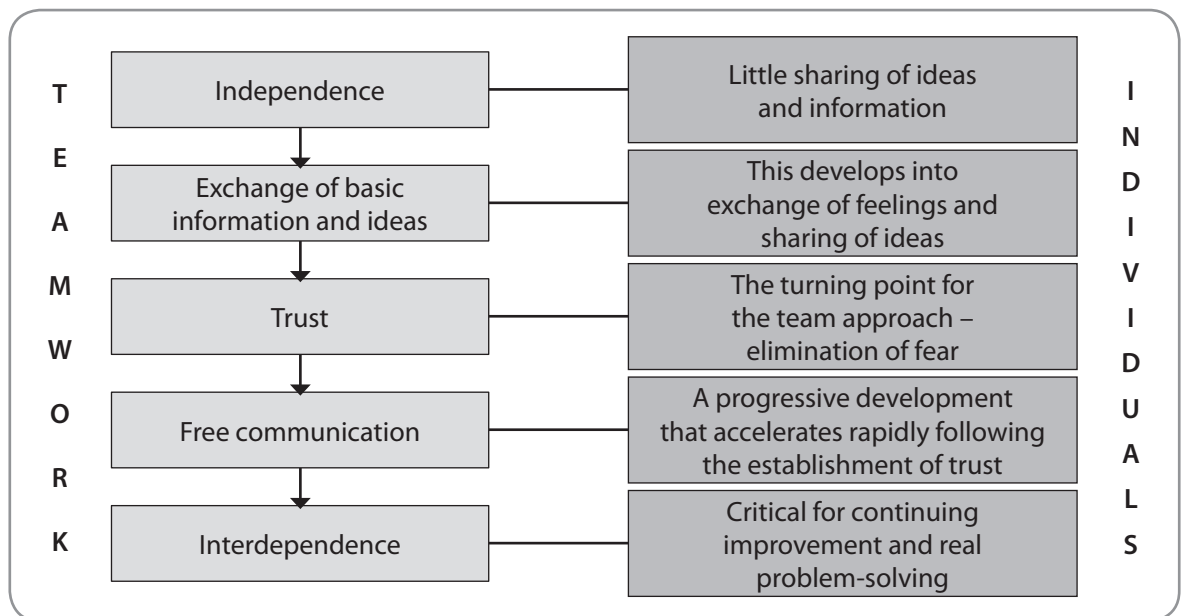 TEAMWORK
Independence
Little sharing of ideas
and information
Exchange of basic
information and ideas
This develops into
exchange of feelings and
sharing of ideas
Trust
The turning point for
the team approach –
elimination of fear
Free communication
A progressive development
that accelerates rapidly following
the establishment of trust
Interdependence
Critical for continuing
improvement and real
problem-solving
INDIVIDUALS